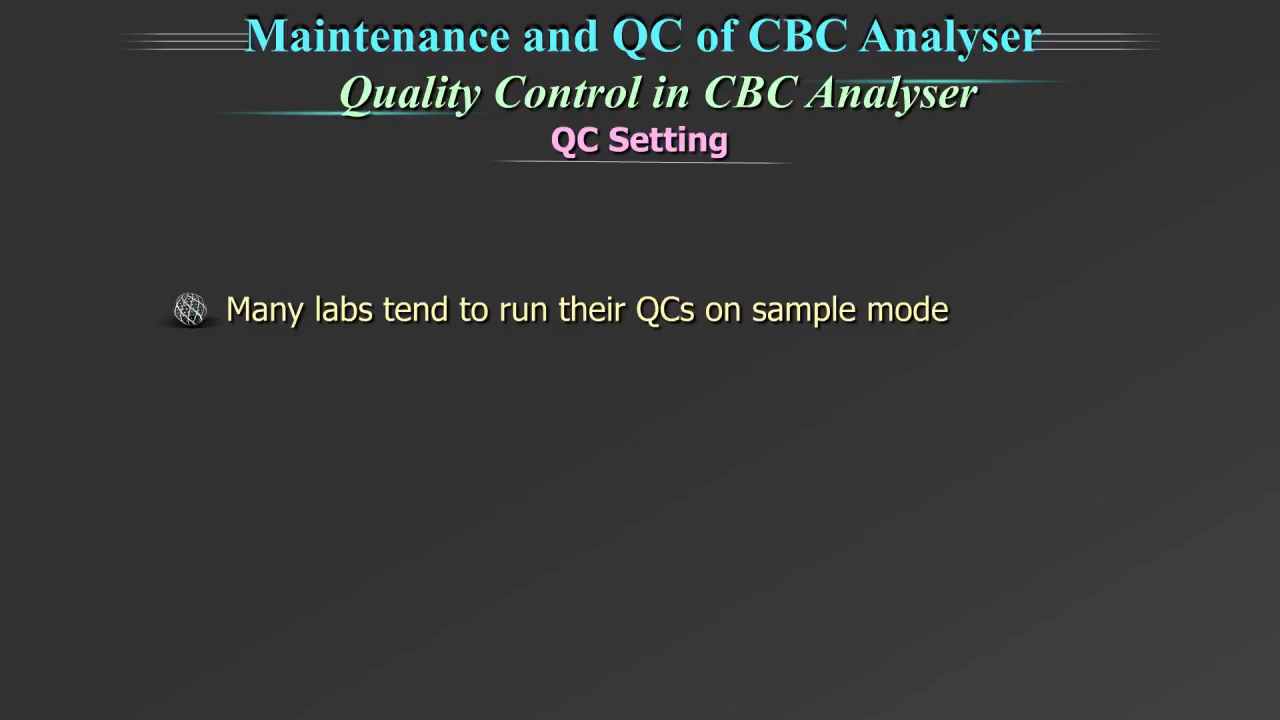 Maintenance and QC of CBC Analyser
Quality Control in CBC Analyser
QC Setting
Many labs tend to run their QCs on sample mode